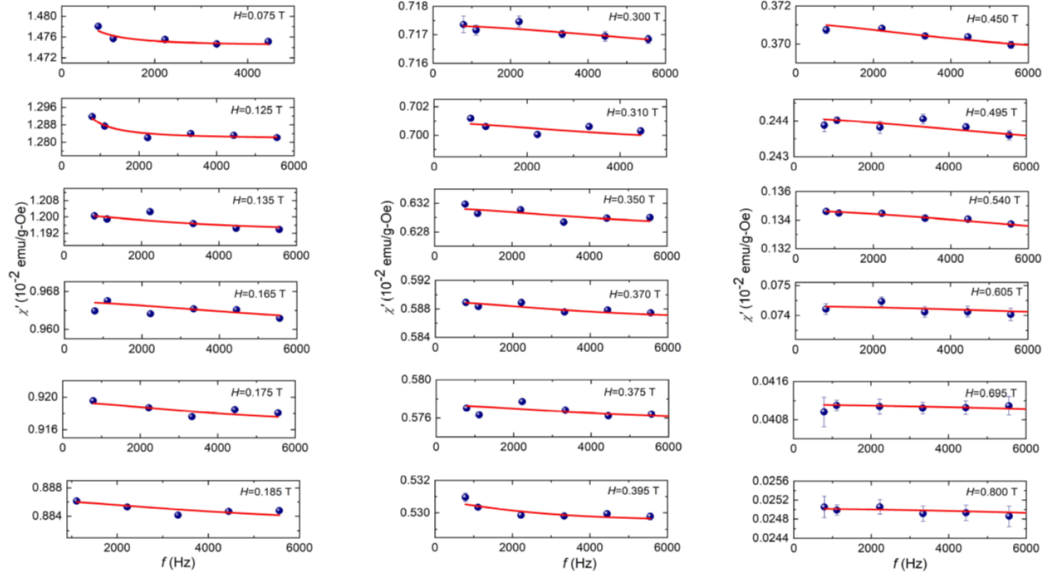 χ′ (10⁻² emu/g-Oe)
1.480
1.476
1.472
H=0.075 T
0 2000 4000
1.296
1.288
1.280
H=0.125 T
0 2000 4000 6000
1.208
1.200
1.192
H=0.135 T
0 2000 4000 6000
0.968
0.960
H=0.165 T
0 2000 4000 6000
0.920
0.916
H=0.175 T
0 2000 4000 6000
0.888
0.884
H=0.185 T
2000 4000 6000
f (Hz)
χ′ (10⁻² emu/g-Oe)
0.718
0.717
0.716
H=0.300 T
0 2000 4000 6000
0.702
0.700
H=0.310 T
0 2000 4000
0.632
0.628
H=0.350 T
0 2000 4000 6000
0.592
0.588
0.584
H=0.370 T
0 2000 4000 6000
0.580
0.576
H=0.375 T
0 2000 4000 6000
0.532
0.530
H=0.395 T
0 2000 4000 6000
f (Hz)
χ′ (10⁻² emu/g-Oe)
0.372
0.370
H=0.450 T
0 2000 4000 6000
0.244
0.243
H=0.495 T
0 2000 4000 6000
0.136
0.134
0.132
H=0.540 T
0 2000 4000 6000
0.075
0.074
H=0.605 T
0 2000 4000 6000
0.0416
0.0408
H=0.695 T
0 2000 4000 6000
0.0256
0.0250
0.0248
0.0244
H=0.800 T
0 2000 4000 6000
f (Hz)